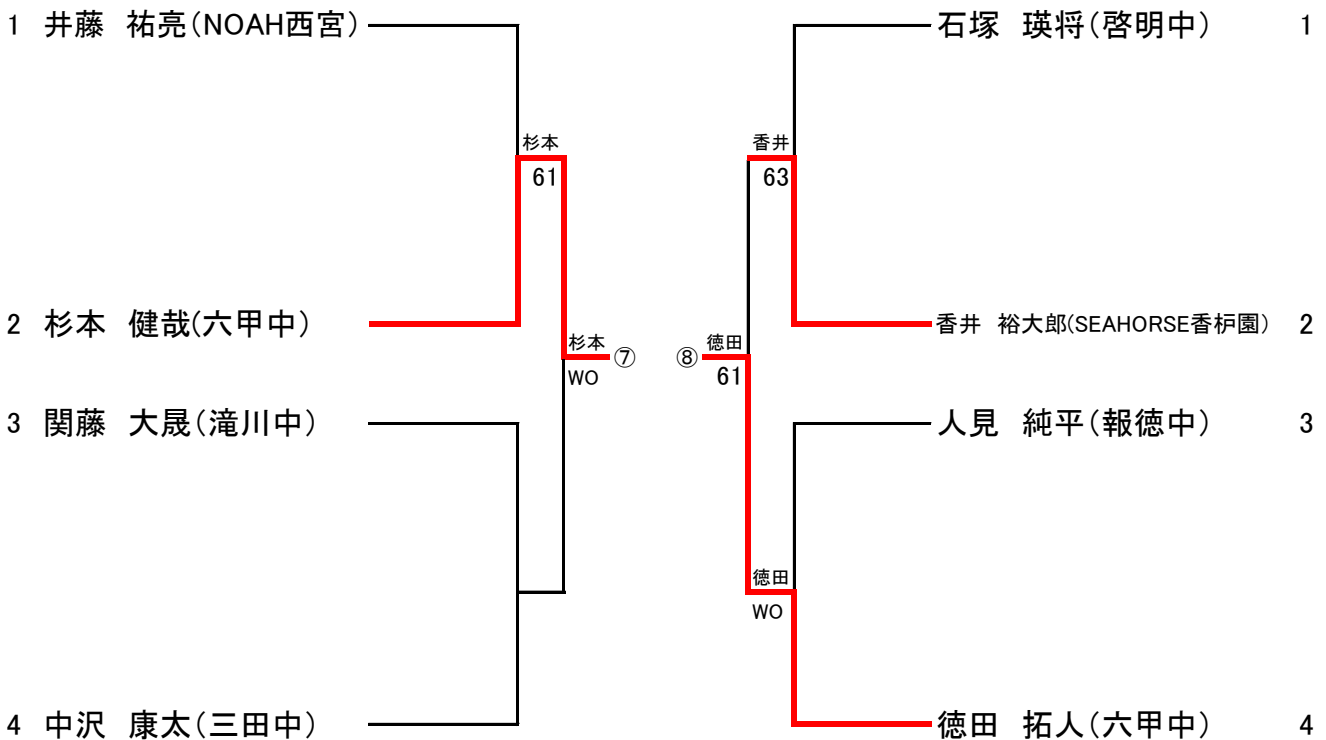 1 井藤 祐亮(NOAH西宮)
杉本
61
2 杉本 健哉(六甲中)
杉本
WO
⑦
3 関藤 大晟(滝川中)
4 中沢 康太(三田中)
石塚 瑛将(啓明中) 1
香井
63
香井 裕大郎(SEAHORSE香枦園) 2
⑧
徳田
61
人見 純平(報徳中) 3
徳田
WO
徳田 拓人(六甲中) 4